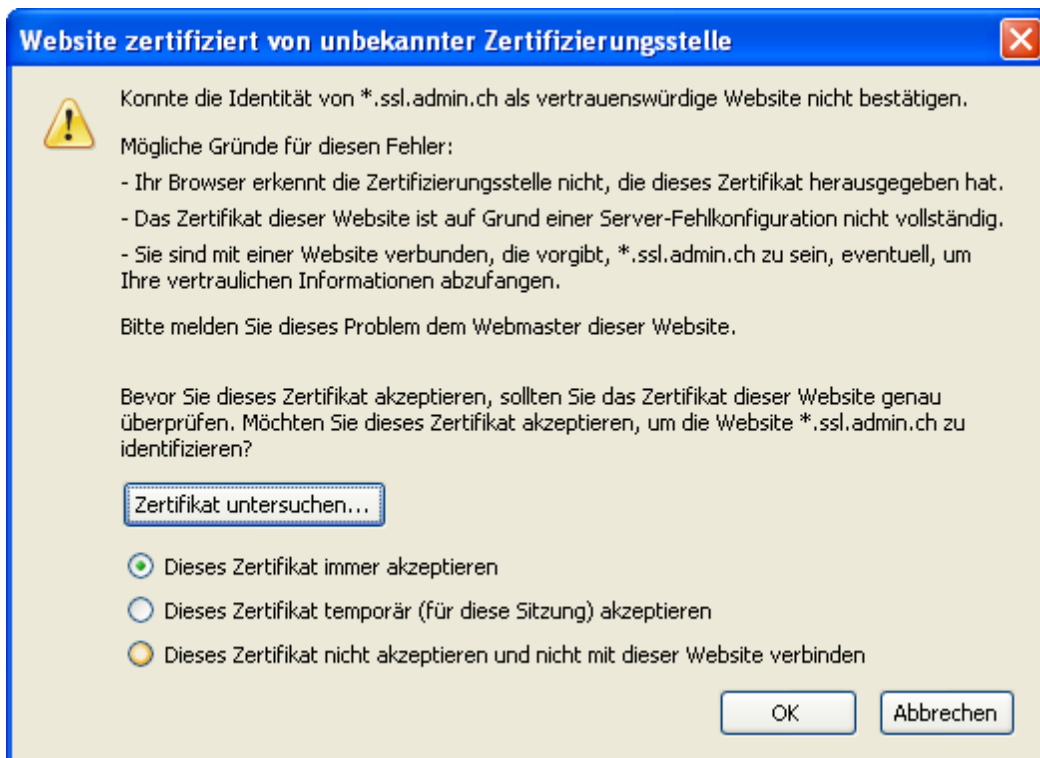 Website zertifiziert von unbekannter Zertifizierungsstelle
Konnte die Identität von *.ssl.admin.ch als vertrauenswürdige Website nicht bestätigen.
Mögliche Gründe für diesen Fehler:
- Ihr Browser erkennt die Zertifizierungsstelle nicht, die dieses Zertifikat herausgegeben hat.
- Das Zertifikat dieser Website ist auf Grund einer Server-Fehlkonfiguration nicht vollständig.
- Sie sind mit einer Website verbunden, die vorgibt, *.ssl.admin.ch zu sein, eventuell, um
Ihre vertraulichen Informationen abzufangen.
Bitte melden Sie dieses Problem dem Webmaster dieser Website.
Bevor Sie dieses Zertifikat akzeptieren, sollten Sie das Zertifikat dieser Website genau
überprüfen. Möchten Sie dieses Zertifikat akzeptieren, um die Website *.ssl.admin.ch zu
identifizieren?
Zertifikat untersuchen...
Dieses Zertifikat immer akzeptieren
Dieses Zertifikat temporär (für diese Sitzung) akzeptieren
Dieses Zertifikat nicht akzeptieren und nicht mit dieser Website verbinden
OK
Abbrechen